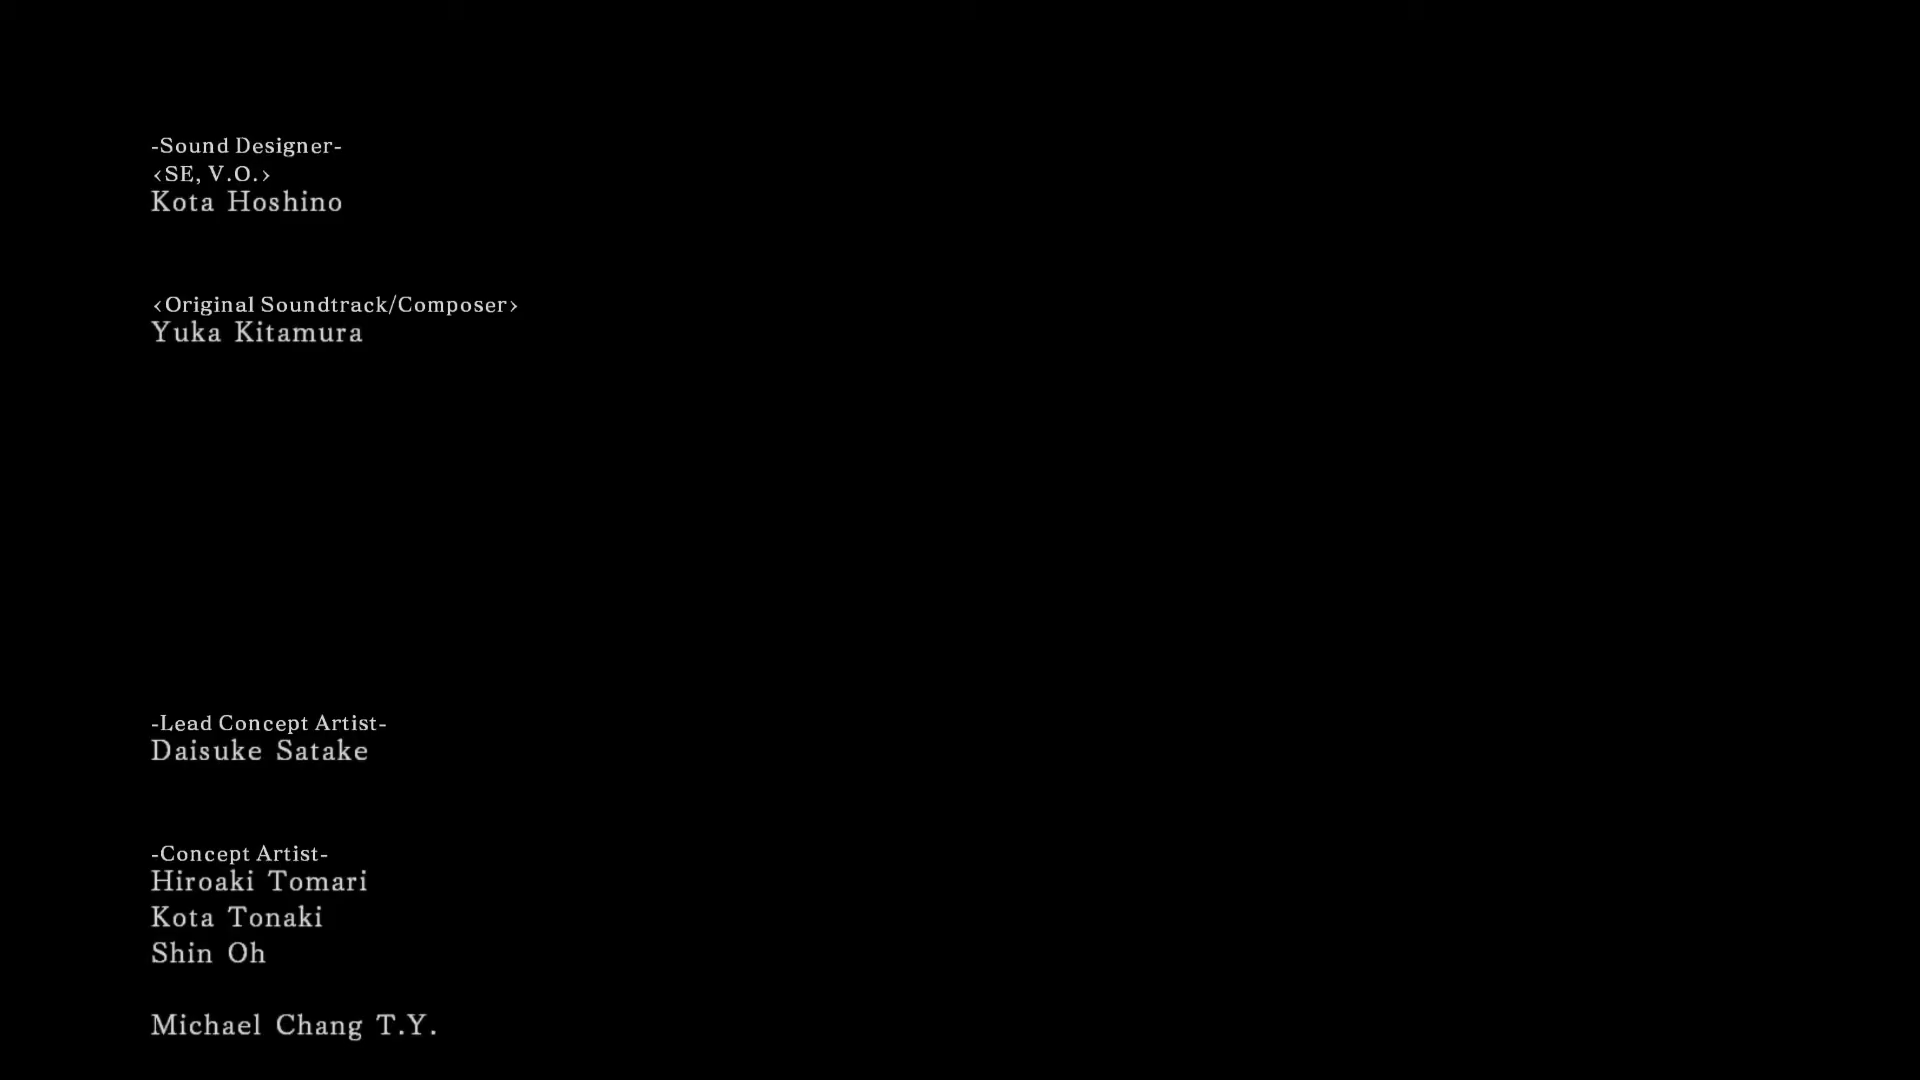 -Sound Designer-
‹SE, V.O.›
Kota Hoshino
‹Original Soundtrack/Composer›
Yuka Kitamura
-Lead Concept Artist-
Daisuke Satake
-Concept Artist-
Hiroaki Tomari
Kota Tonaki
Shin Oh
Michael Chang T.Y.